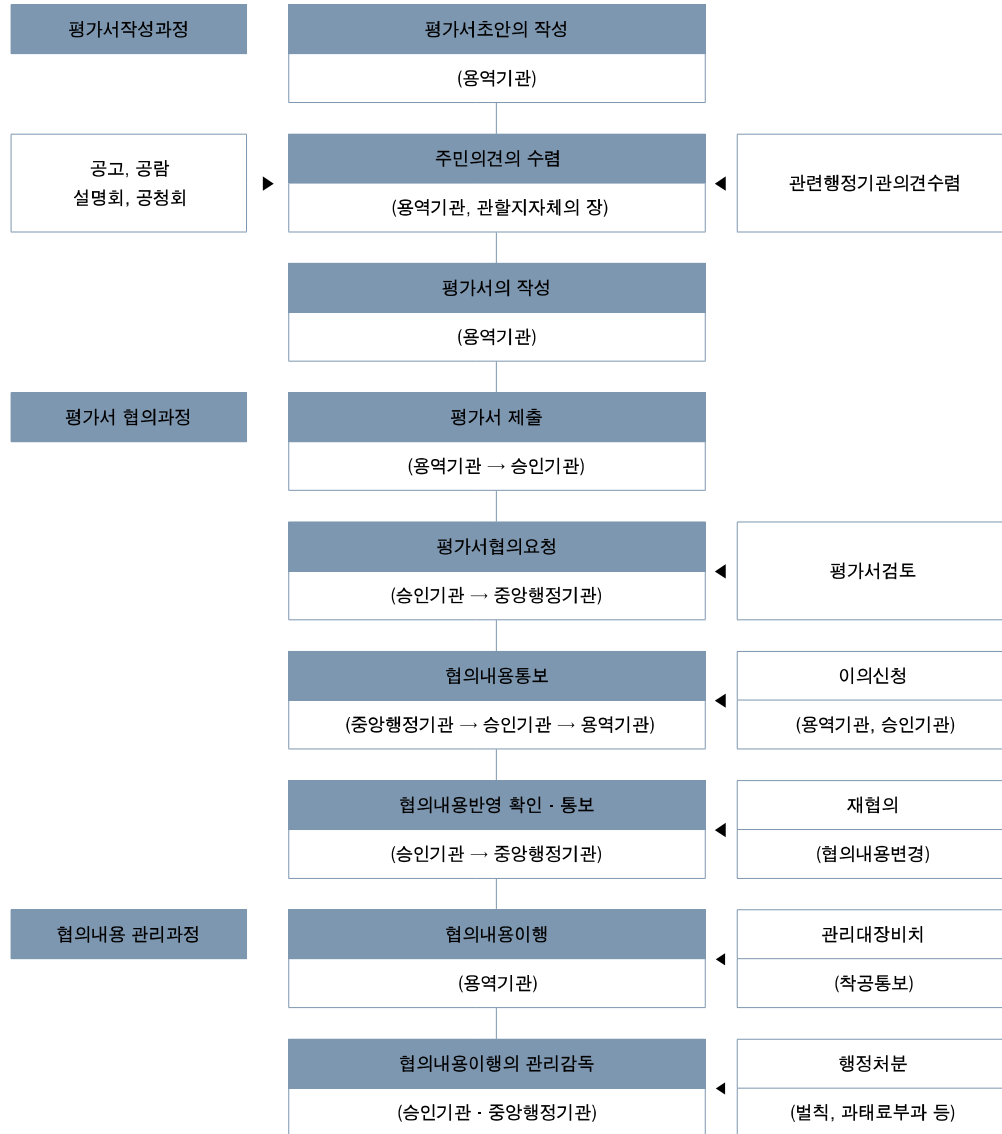 평가서작성과정
평가서초안의 작성
(용역기관)
공고, 공람
설명회, 공청회
주민의견의 수렴
(용역기관, 관할지자체의 장)
관련행정기관의견수렴
평가서의 작성
(용역기관)
평가서 협의과정
평가서 제출
(용역기관 → 승인기관)
평가서협의요청
(승인기관 → 중앙행정기관)
평가서검토
협의내용통보
(중앙행정기관 → 승인기관 → 용역기관)
이의신청
(용역기관, 승인기관)
협의내용반영 확인 · 통보
(승인기관 → 중앙행정기관)
재협의
(협의내용변경)
협의내용 관리과정
협의내용이행
(용역기관)
관리대장비치
(착공통보)
협의내용이행의 관리감독
(승인기관 · 중앙행정기관)
행정처분
(벌칙, 과태료부과 등)